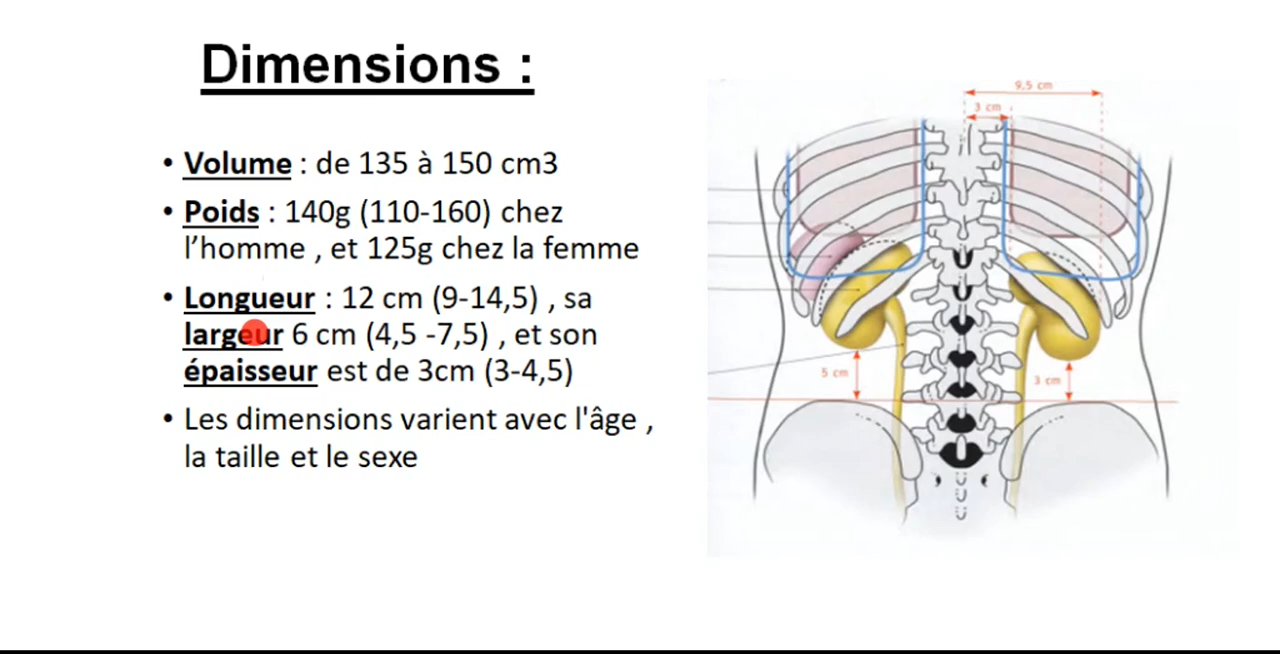 Dimensions :
• Volume : de 135 à 150 cm3
• Poids : 140g (110-160) chez
l’homme , et 125g chez la femme
• Longueur : 12 cm (9-14,5) , sa
largeur 6 cm (4,5 -7,5) , et son
épaisseur est de 3cm (3-4,5)
• Les dimensions varient avec l'âge ,
la taille et le sexe
9,5 cm
3 cm
5 cm
3 cm